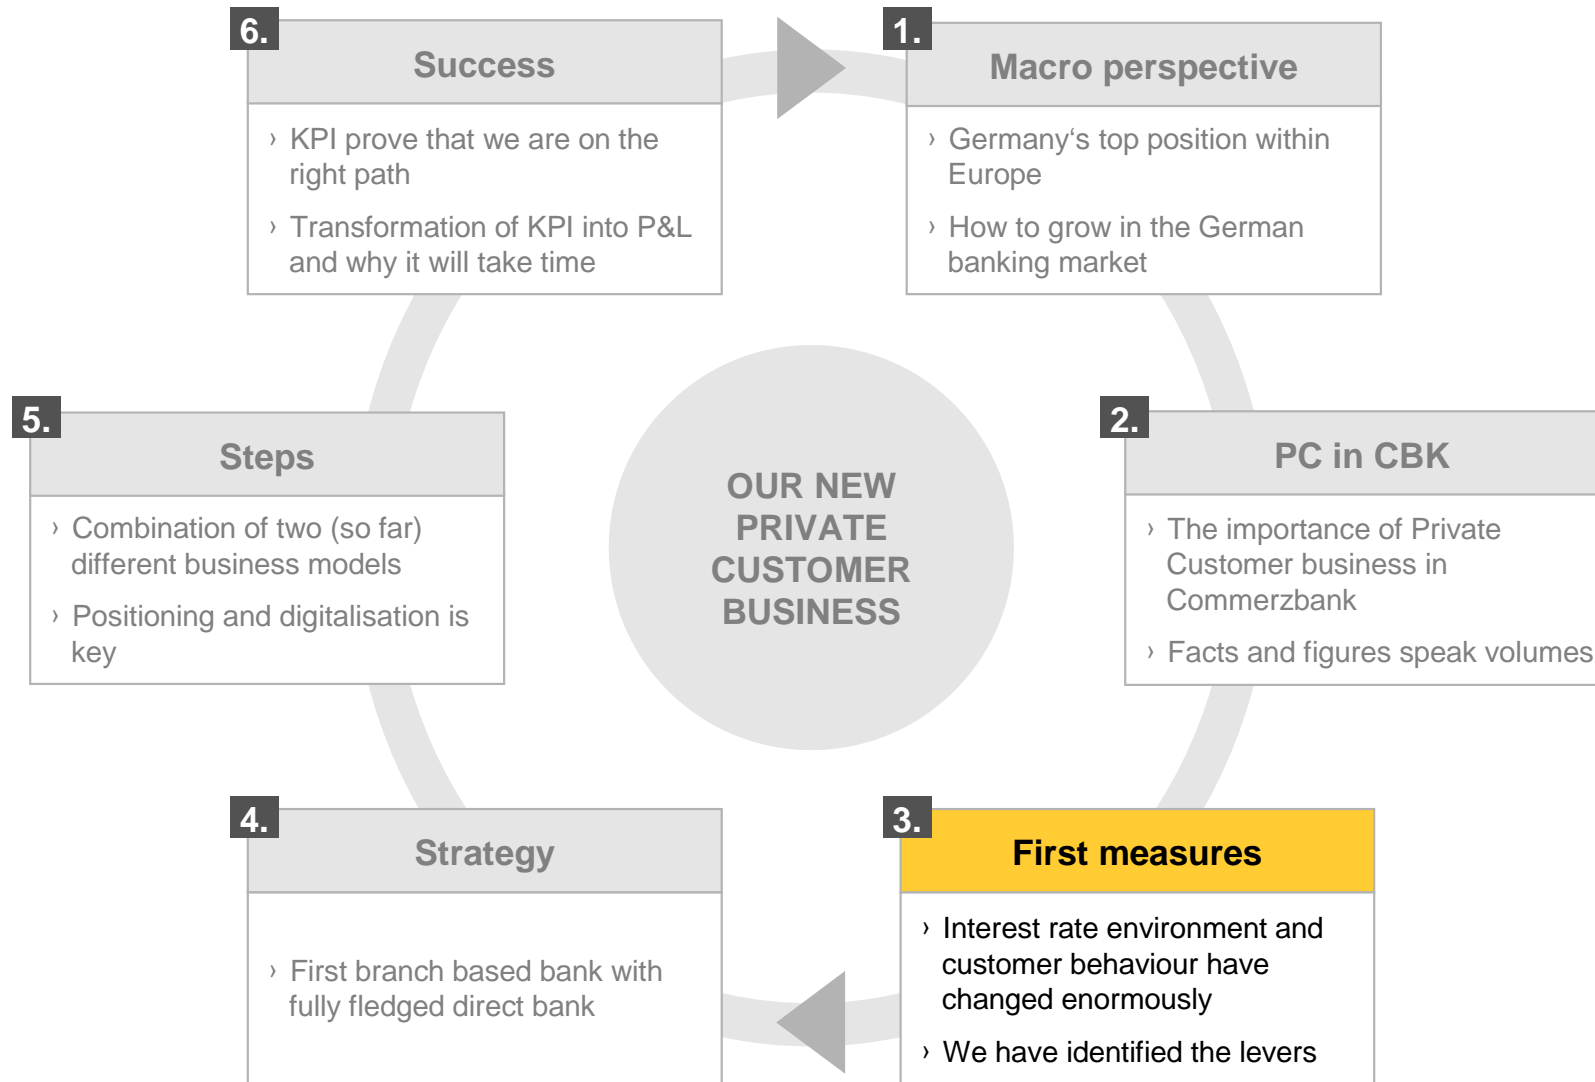 6.
Success
› KPI prove that we are on the
right path
› Transformation of KPI into P&L
and why it will take time
1.
Macro perspective
› Germany‘s top position within
Europe
› How to grow in the German
banking market
5.
Steps
› Combination of two (so far)
different business models
› Positioning and digitalisation is
key
OUR NEW
PRIVATE
CUSTOMER
BUSINESS
2.
PC in CBK
› The importance of Private
Customer business in
Commerzbank
› Facts and figures speak volumes
4.
Strategy
› First branch based bank with
fully fledged direct bank
3.
First measures
› Interest rate environment and
customer behaviour have
changed enormously
› We have identified the levers